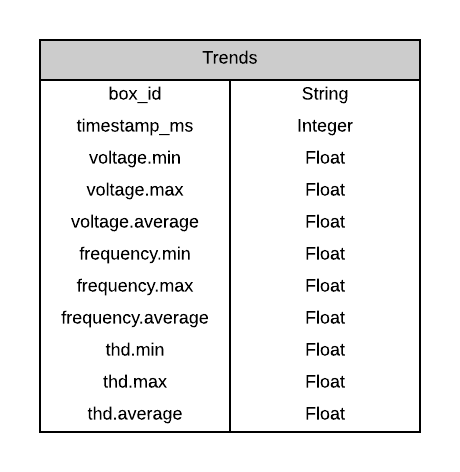 Trends
box_id String
timestamp_ms Integer
voltage.min Float
voltage.max Float
voltage.average Float
frequency.min Float
frequency.max Float
frequency.average Float
thd.min Float
thd.max Float
thd.average Float